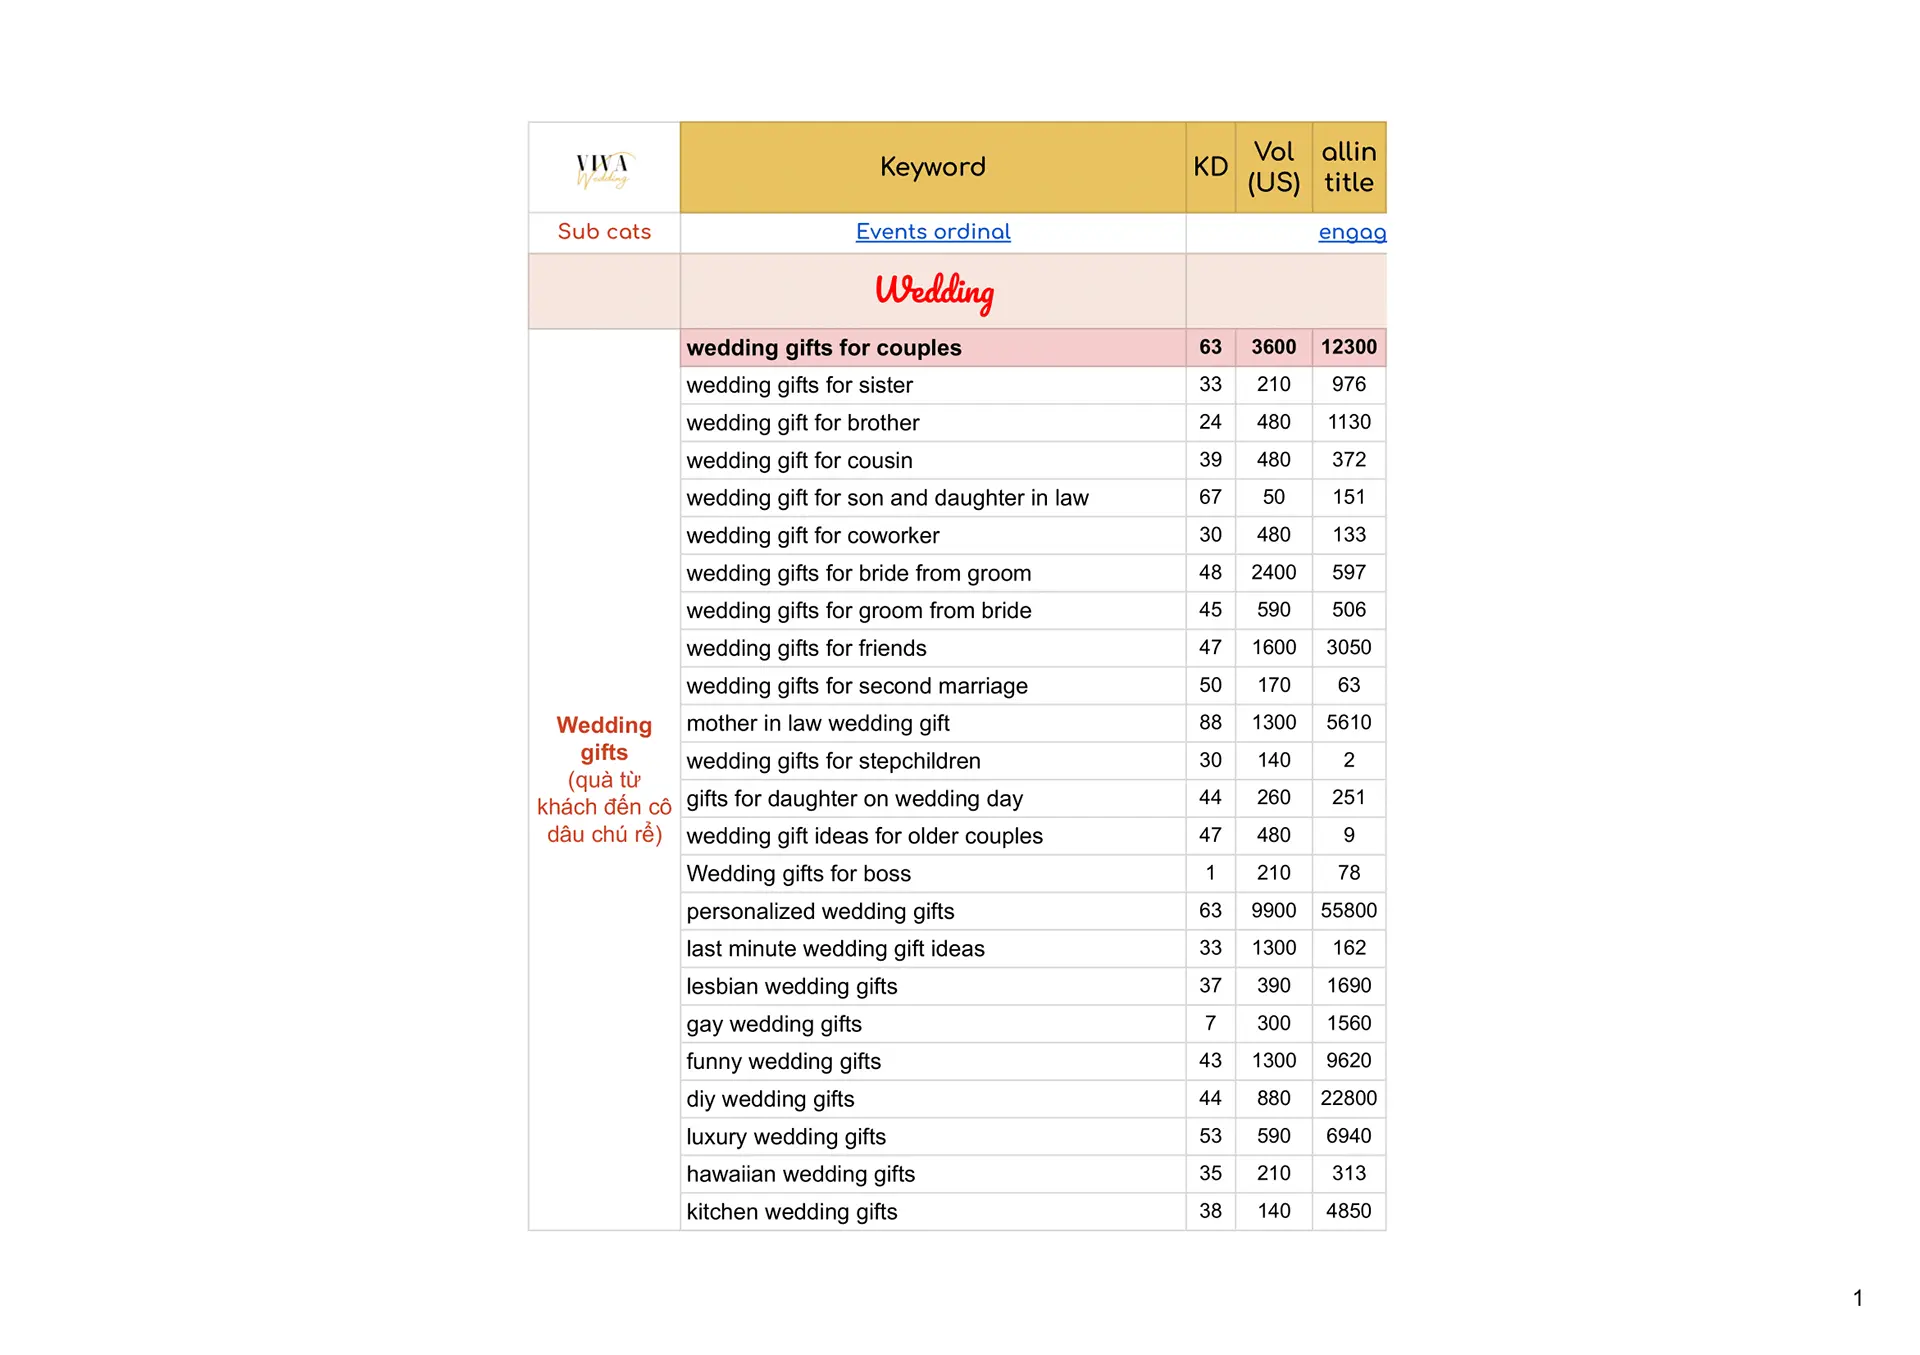 VIVA
Wedding
Keyword KD Vol (US) allin title
Sub cats Events ordinal engag
Wedding
wedding gifts for couples 63 3600 12300
wedding gifts for sister 33 210 976
wedding gift for brother 24 480 1130
wedding gift for cousin 39 480 372
wedding gift for son and daughter in law 67 50 151
wedding gift for coworker 30 480 133
wedding gifts for bride from groom 48 2400 597
wedding gifts for groom from bride 45 590 506
wedding gifts for friends 47 1600 3050
wedding gifts for second marriage 50 170 63
Wedding
gifts
(quà từ
khách đến cô
dâu chú rể)
mother in law wedding gift 88 1300 5610
wedding gifts for stepchildren 30 140 2
gifts for daughter on wedding day 44 260 251
wedding gift ideas for older couples 47 480 9
Wedding gifts for boss 1 210 78
personalized wedding gifts 63 9900 55800
last minute wedding gift ideas 33 1300 162
lesbian wedding gifts 37 390 1690
gay wedding gifts 7 300 1560
funny wedding gifts 43 1300 9620
diy wedding gifts 44 880 22800
luxury wedding gifts 53 590 6940
hawaiian wedding gifts 35 210 313
kitchen wedding gifts 38 140 4850
1